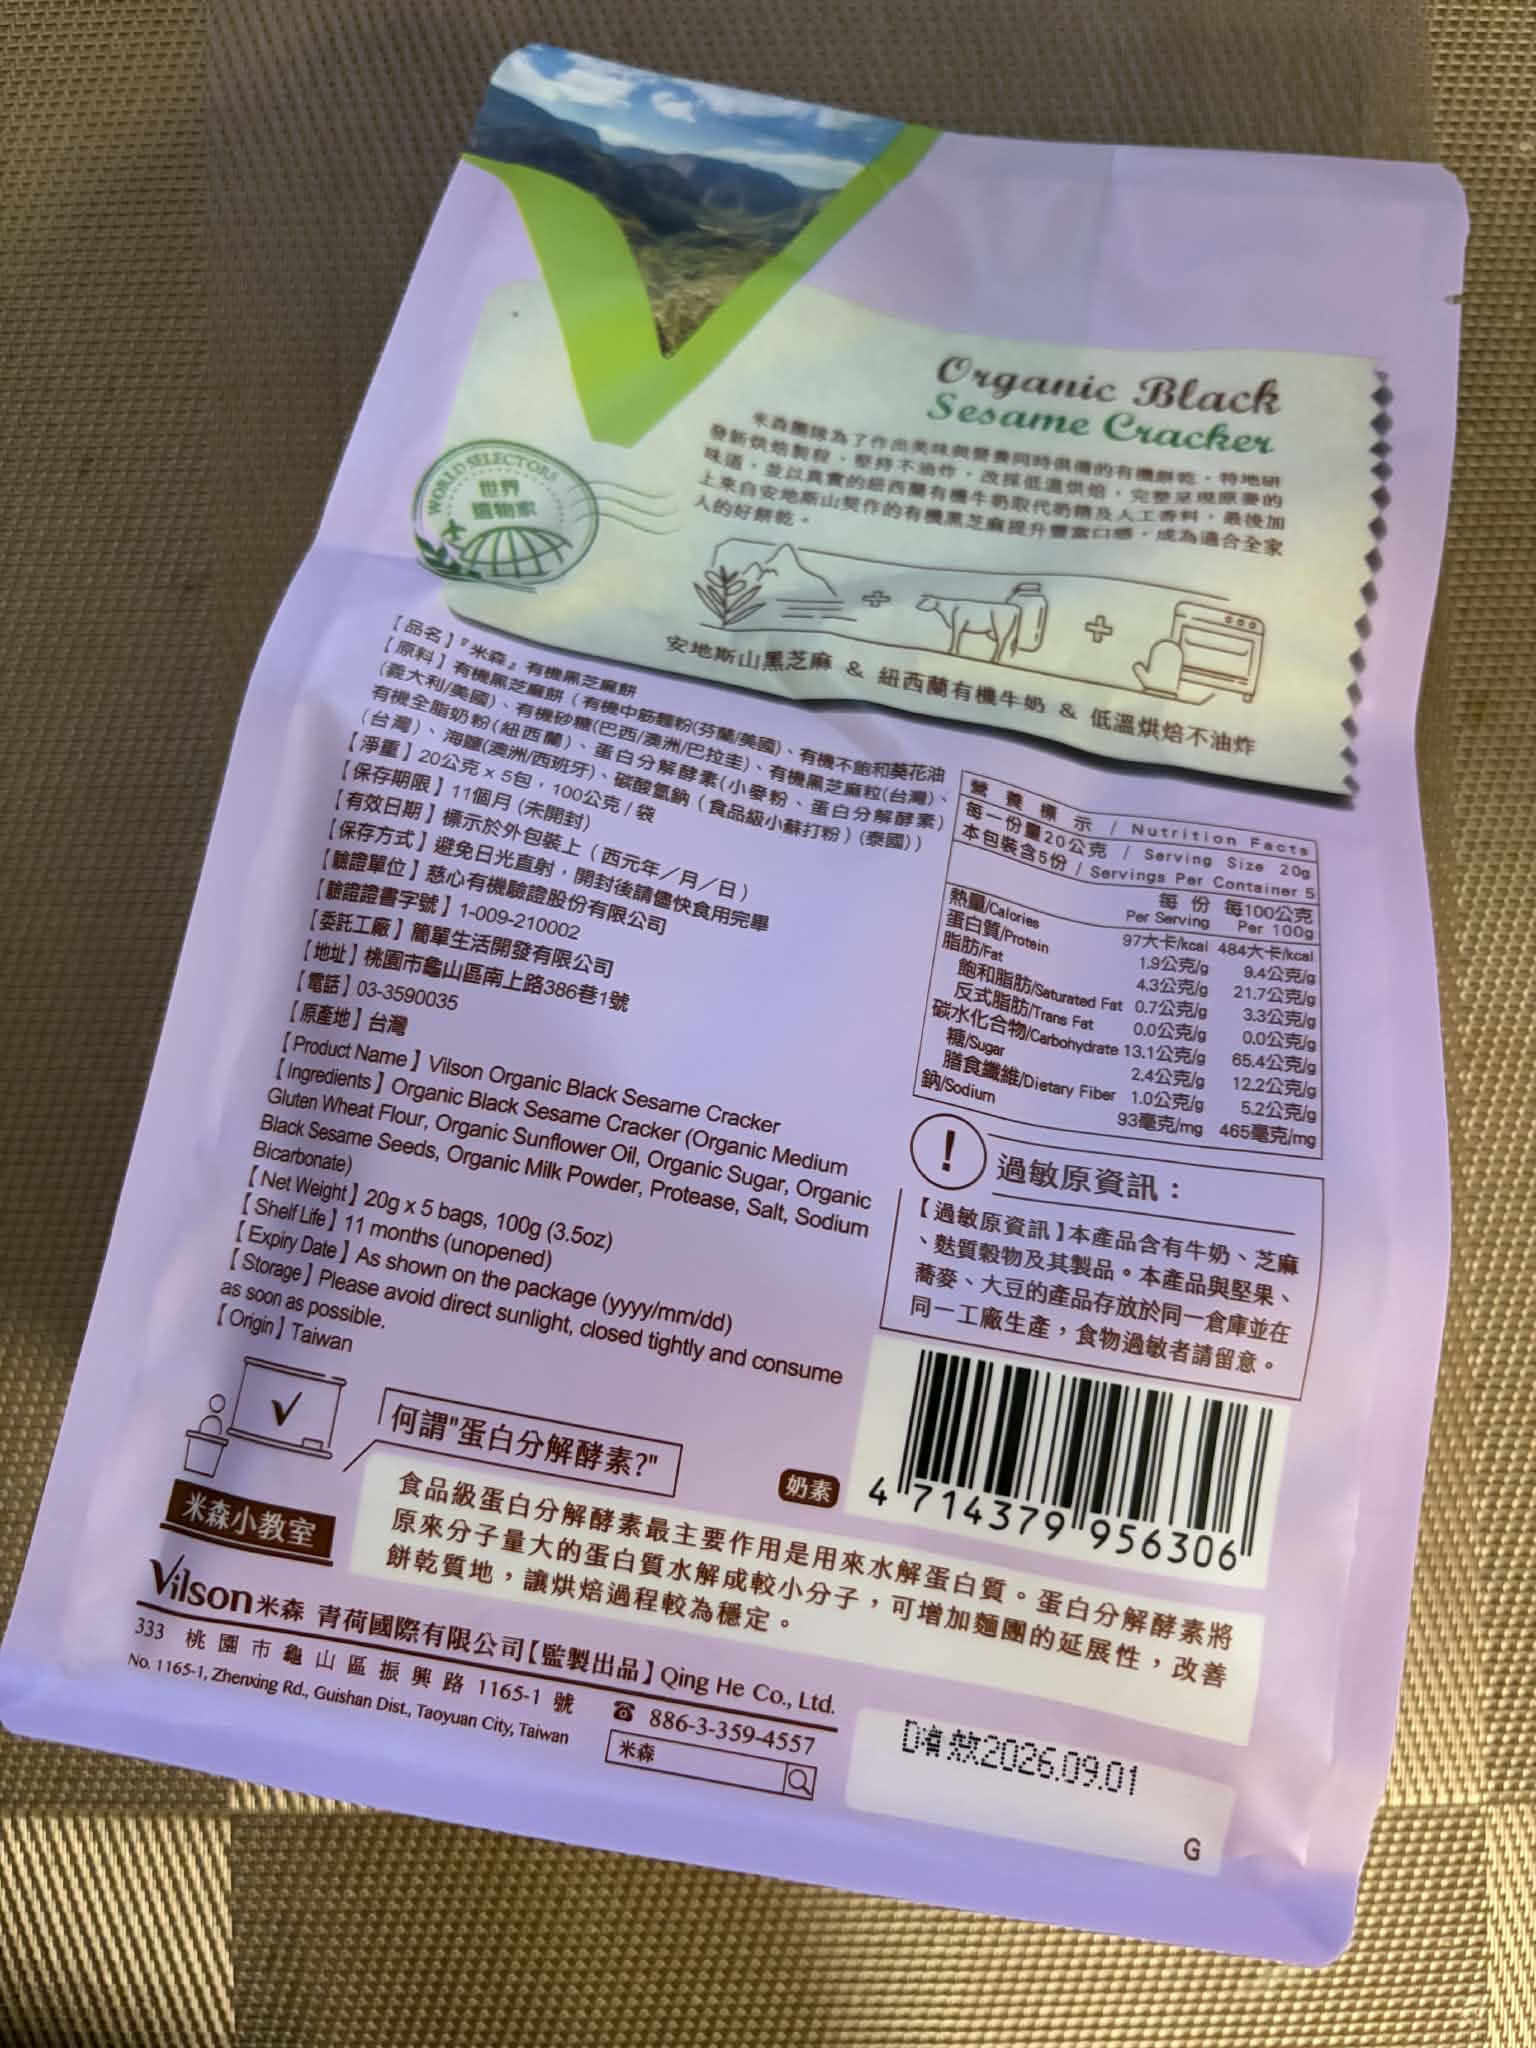 Organic Black
Sesame Cracker
米森團隊為了作出美味與營養同時俱備的有機餅乾，特地研
發新烘焙製程，堅持不油炸，改採低溫烘焙，完整呈現原麥的
味道，並以真實的紐西蘭有機牛奶取代奶精及人工香料，最後加
上來自安地斯山契作的有機黑芝麻提升豐富口感，成為適合全家
人的好餅乾。
WORLD SELECTORS
世界
選物家
安地斯山黑芝麻 & 紐西蘭有機牛奶 & 低溫烘焙不油炸
【品名】『米森』有機黑芝麻餅
【原料】有機黑芝麻餅（有機中筋麵粉(芬蘭/美國)、有機不飽和葵花油
(義大利/美國)、有機砂糖(巴西/澳洲/巴拉圭)、有機黑芝麻粒(台灣)、
有機全脂奶粉(紐西蘭)、蛋白分解酵素(小麥粉、蛋白分解酵素)
(台灣)、海鹽(澳洲/西班牙)、碳酸氫鈉（食品級小蘇打粉）(泰國)）
【淨重】20公克 x 5包，100公克 / 袋
【保存期限】11個月 (未開封)
【有效日期】標示於外包裝上（西元年／月／日）
【保存方式】避免日光直射，開封後請儘快食用完畢
【驗證單位】慈心有機驗證股份有限公司
【驗證證書字號】1-009-210002
【委託工廠】簡單生活開發有限公司
【地址】桃園市龜山區南上路386巷1號
【電話】03-3590035
【原產地】台灣
【Product Name】Vilson Organic Black Sesame Cracker
【Ingredients】Organic Black Sesame Cracker (Organic Medium
Gluten Wheat Flour, Organic Sunflower Oil, Organic Sugar, Organic
Black Sesame Seeds, Organic Milk Powder, Protease, Salt, Sodium
Bicarbonate)
【Net Weight】20g x 5 bags, 100g (3.5oz)
【Shelf Life】11 months (unopened)
【Expiry Date】As shown on the package (yyyy/mm/dd)
【Storage】Please avoid direct sunlight, closed tightly and consume
as soon as possible.
【Origin】Taiwan
營 養 標 示 / Nutrition Facts
每一份量20公克 / Serving Size 20g
本包裝含5份 / Servings Per Container 5
每 份 每100公克
Per Serving Per 100g
熱量/Calories 97大卡/kcal 484大卡/kcal
蛋白質/Protein 1.9公克/g 9.4公克/g
脂肪/Fat 4.3公克/g 21.7公克/g
飽和脂肪/Saturated Fat 0.7公克/g 3.3公克/g
反式脂肪/Trans Fat 0.0公克/g 0.0公克/g
碳水化合物/Carbohydrate 13.1公克/g 65.4公克/g
糖/Sugar 2.4公克/g 12.2公克/g
膳食纖維/Dietary Fiber 1.0公克/g 5.2公克/g
鈉/Sodium 93毫克/mg 465毫克/mg
! 過敏原資訊：
【過敏原資訊】本產品含有牛奶、芝麻
、麩質穀物及其製品。本產品與堅果、
蕎麥、大豆的產品存放於同一倉庫並在
同一工廠生產，食物過敏者請留意。
4 714379 956306
奶素
何謂"蛋白分解酵素?"
米森小教室
食品級蛋白分解酵素最主要作用是用來水解蛋白質。蛋白分解酵素將
原來分子量大的蛋白質水解成較小分子，可增加麵團的延展性，改善
餅乾質地，讓烘焙過程較為穩定。
Vilson 米森 青荷國際有限公司【監製出品】Qing He Co., Ltd.
333 桃園市龜山區振興路 1165-1 號 ☎ 886-3-359-4557
No. 1165-1, Zhenxing Rd., Guishan Dist., Taoyuan City, Taiwan
米森
D有效2026.09.01
G